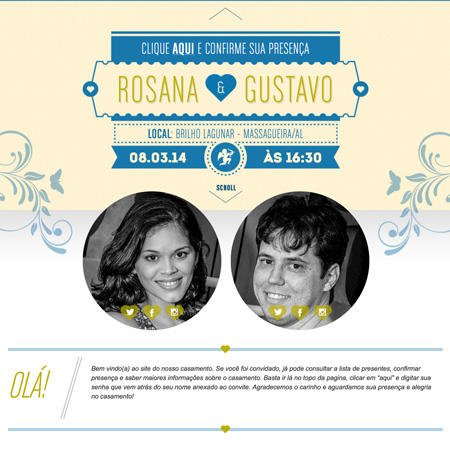 CLIQUE AQUI E CONFIRME SUA PRESENÇA
ROSANA & GUSTAVO
LOCAL: BRILHO LAGUNAR - MASSAGUEIRA/AL
08.03.14 ÀS 16:30
SCROLL
OLÁ!
Bem vindo(a) ao site do nosso casamento. Se você foi convidado, já pode consultar a lista de presentes, confirmar
presença e saber maiores informações sobre o casamento. Basta ir lá no topo da pagina, clicar em "aqui" e digitar sua
senha que vem atrás do seu nome anexado ao convite. Agradecemos o carinho e aguardamos sua presença e alegria
no casamento!